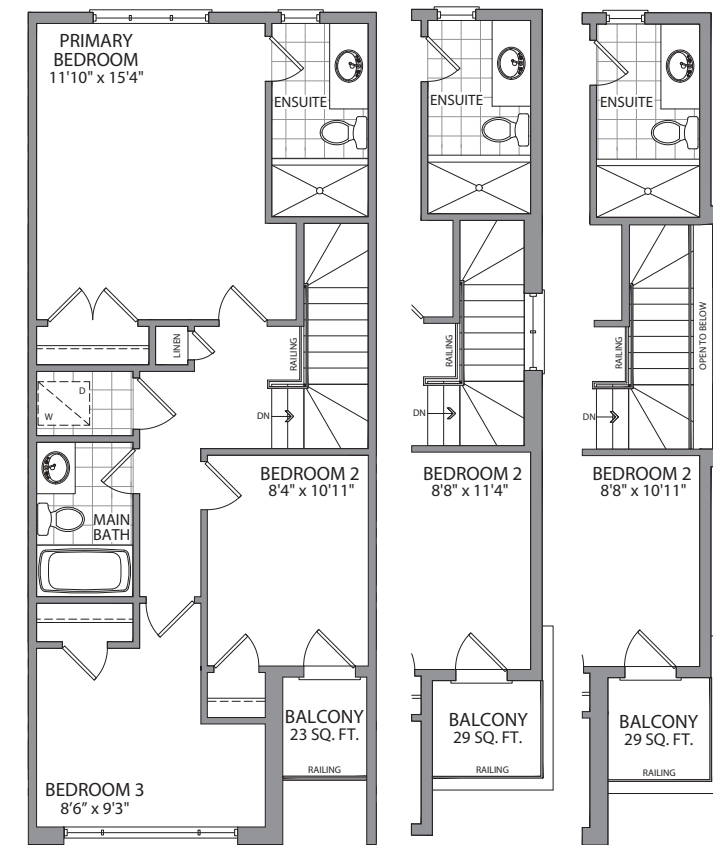 PRIMARY
BEDROOM
11'10" x 15'4"
ENSUITE
LINEN
RAILING
D
W
DN
BEDROOM 2
8'4" x 10'11"
MAIN
BATH
BALCONY
23 SQ. FT.
RAILING
BEDROOM 3
8'6” x 9'3"
ENSUITE
RAILING
DN
BEDROOM 2
8'8" x 11'4"
BALCONY
29 SQ. FT.
RAILING
ENSUITE
OPEN TO BELOW
RAILING
DN
BEDROOM 2
8'8" x 10'11"
BALCONY
29 SQ. FT.
RAILING